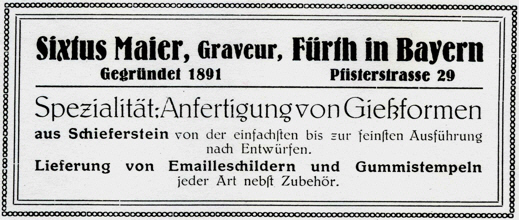 Sixtus Maier, Graveur, Fürth in Bayern
Gegründet 1891 Pfisterstrasse 29
Spezialität: Anfertigung von Gießformen
aus Schieferstein von der einfachſten bis zur feinſten Ausführung
nach Entwürfen.
Lieferung von Emailleschildern und Gummistempeln
jeder Art nebſt Zubehör.